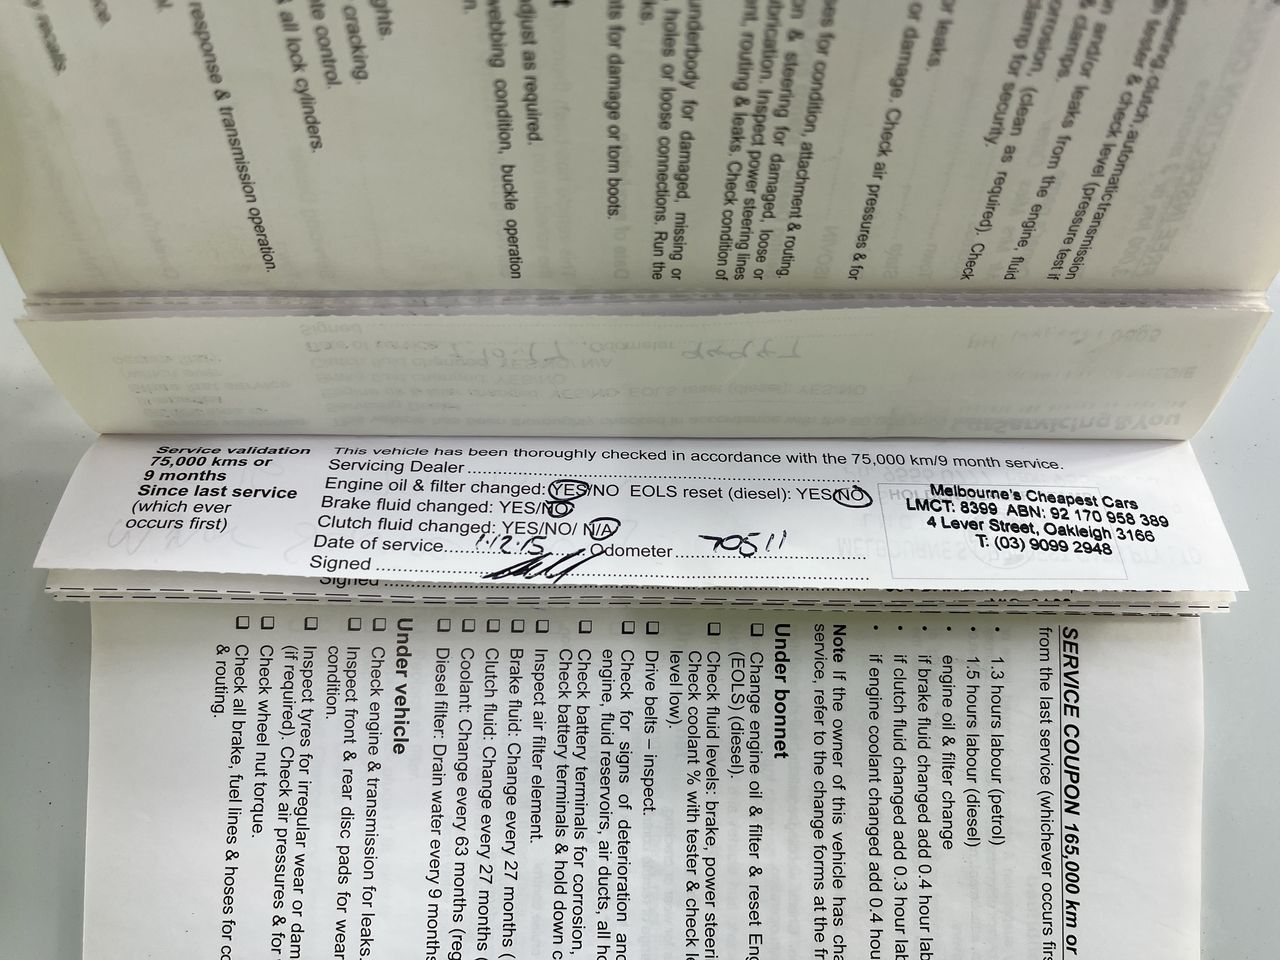 y recalls.
response & transmission operation.
all lock cylinders.
te control.
cracking.
ghts.
webbing condition, buckle operation
adjust as required.
ts for damage or torn boots.
, holes or loose connections. Run the
underbody for damaged, missing or
ent, routing & leaks. Check condition of
lubrication. Inspect power steering lines
on & steering for damaged, loose or
ses for condition, attachment & routing.
or damage. Check air pressures & for
or leaks.
clamp for security.
corrosion, (clean as required). Check
& clamps.
and/or leaks from the engine, fluid
tester & check level (pressure test if
clutch, automatic transmission
Service validation
75,000 kms or
9 months
Since last service
(which ever
occurs first)
This vehicle has been thoroughly checked in accordance with the 75,000 km/9 month service.
Servicing Dealer
Engine oil & filter changed: YES/NO EOLS reset (diesel): YES/NO
Brake fluid changed: YES/NO
Clutch fluid changed: YES/NO/ N/A
Date of service 1.12.15 Odometer 70511
Signed
Signed
Melbourne's Cheapest Cars
LMCT: 8399 ABN: 92 170 958 389
4 Lever Street, Oakleigh 3166
T: (03) 9099 2948
SERVICE COUPON 165,000 km or
from the last service (whichever occurs firs
• 1.3 hours labour (petrol)
• 1.5 hours labour (diesel)
• engine oil & filter change
• if brake fluid changed add 0.4 hour lab
• if clutch fluid changed add 0.3 hour lab
• if engine coolant changed add 0.4 hou
Note If the owner of this vehicle has cha
service, refer to the change forms at the fr
Under bonnet
❑ Change engine oil & filter & reset Eng
(EOLS) (diesel).
❑ Check fluid levels: brake, power steeri
Check coolant % with tester & check le
level low).
❑ Drive belts – inspect.
❑ Check for signs of deterioration and
engine, fluid reservoirs, air ducts, all ho
❑ Check battery terminals for corrosion,
Check battery terminals & hold down c
❑ Inspect air filter element.
❑ Brake fluid: Change every 27 months (
❑ Clutch fluid: Change every 27 months (
❑ Coolant: Change every 63 months (reg
❑ Diesel filter: Drain water every 9 months
Under vehicle
❑ Check engine & transmission for leaks.
❑ Inspect front & rear disc pads for wear
condition.
❑ Inspect tyres for irregular wear or dam
(if required). Check air pressures & for
❑ Check wheel nut torque.
❑ Check all brake, fuel lines & hoses for co
& routing.